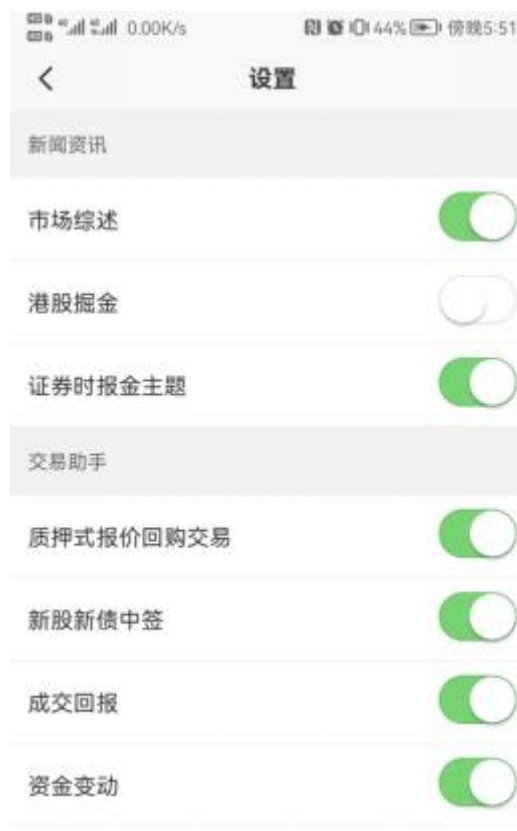 0.00K/s 44% 傍晚5:51
设置
新闻资讯
市场综述
港股掘金
证券时报金主题
交易助手
质押式报价回购交易
新股新债中签
成交回报
资金变动